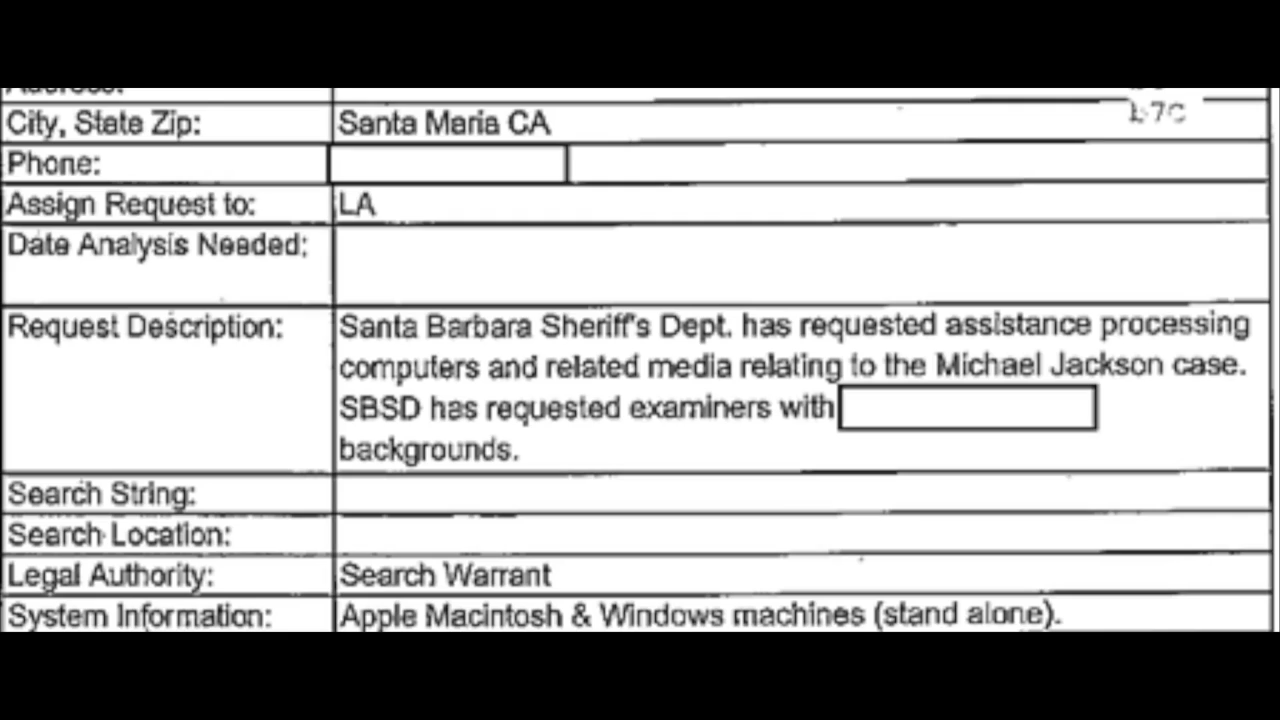 Address:
b7C
City, State Zip: Santa Maria CA
Phone:
Assign Request to: LA
Date Analysis Needed:
Request Description: Santa Barbara Sheriff's Dept. has requested assistance processing
computers and related media relating to the Michael Jackson case.
SBSD has requested examiners with
backgrounds.
Search String:
Search Location:
Legal Authority: Search Warrant
System Information: Apple Macintosh & Windows machines (stand alone).